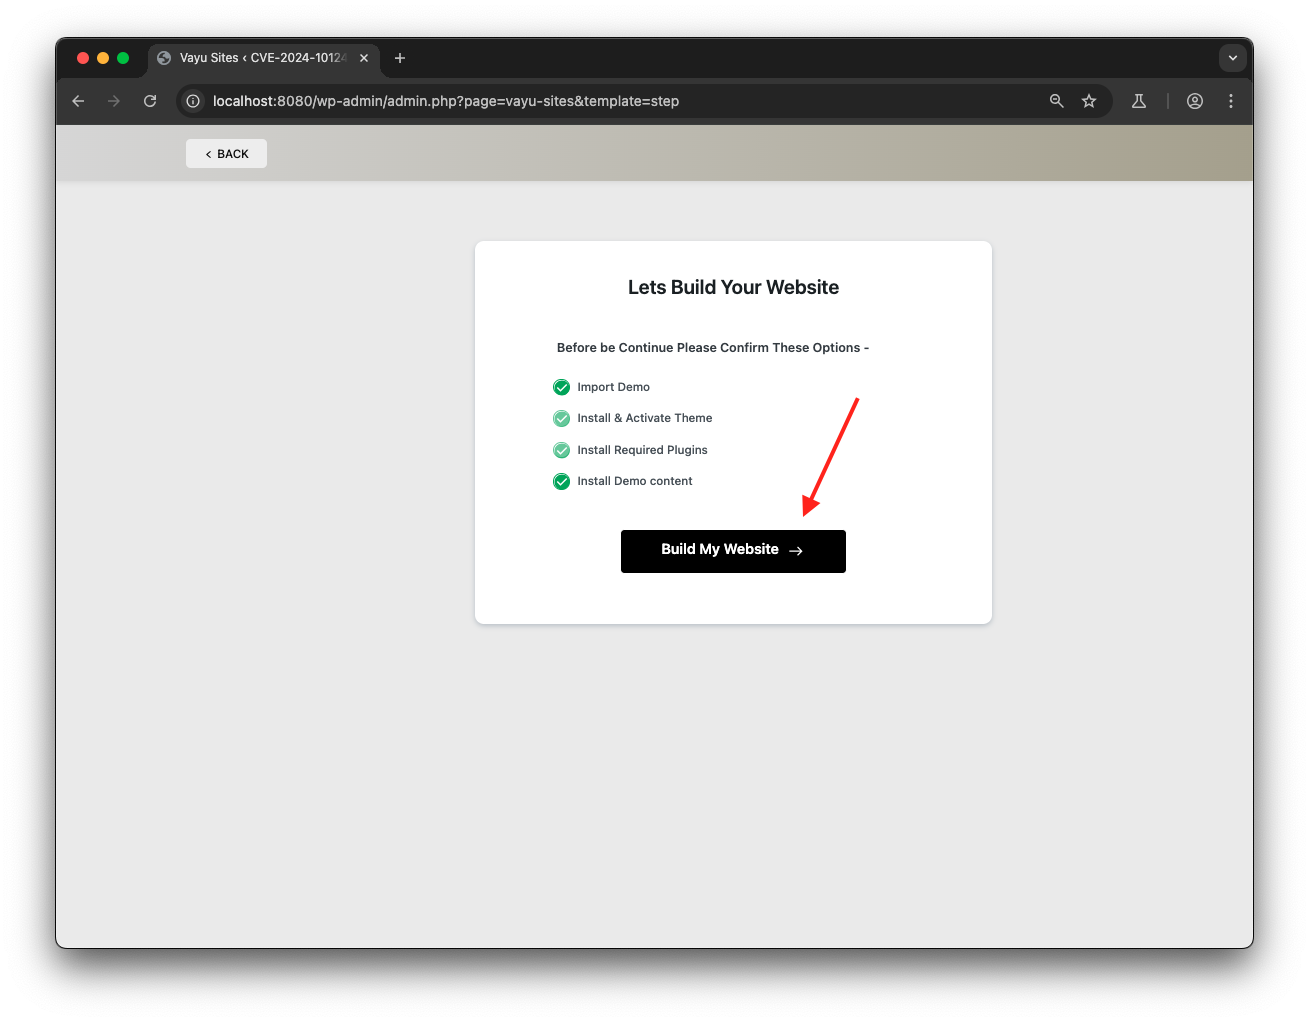 Vayu Sites ‹ CVE-2024-10124
localhost:8080/wp-admin/admin.php?page=vayu-sites&template=step
BACK
Lets Build Your Website
Before be Continue Please Confirm These Options -
Import Demo
Install & Activate Theme
Install Required Plugins
Install Demo content
Build My Website